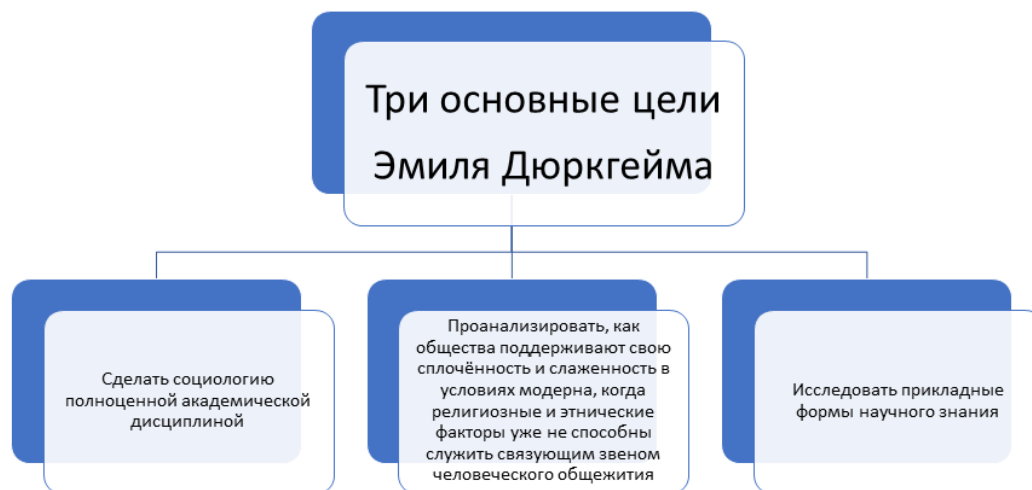 Три основные цели
Эмиля Дюркгейма
Сделать социологию
полноценной академической
дисциплиной
Проанализировать, как
общества поддерживают свою
сплочённость и слаженность в
условиях модерна, когда
религиозные и этнические
факторы уже не способны
служить связующим звеном
человеческого общежития
Исследовать прикладные
формы научного знания